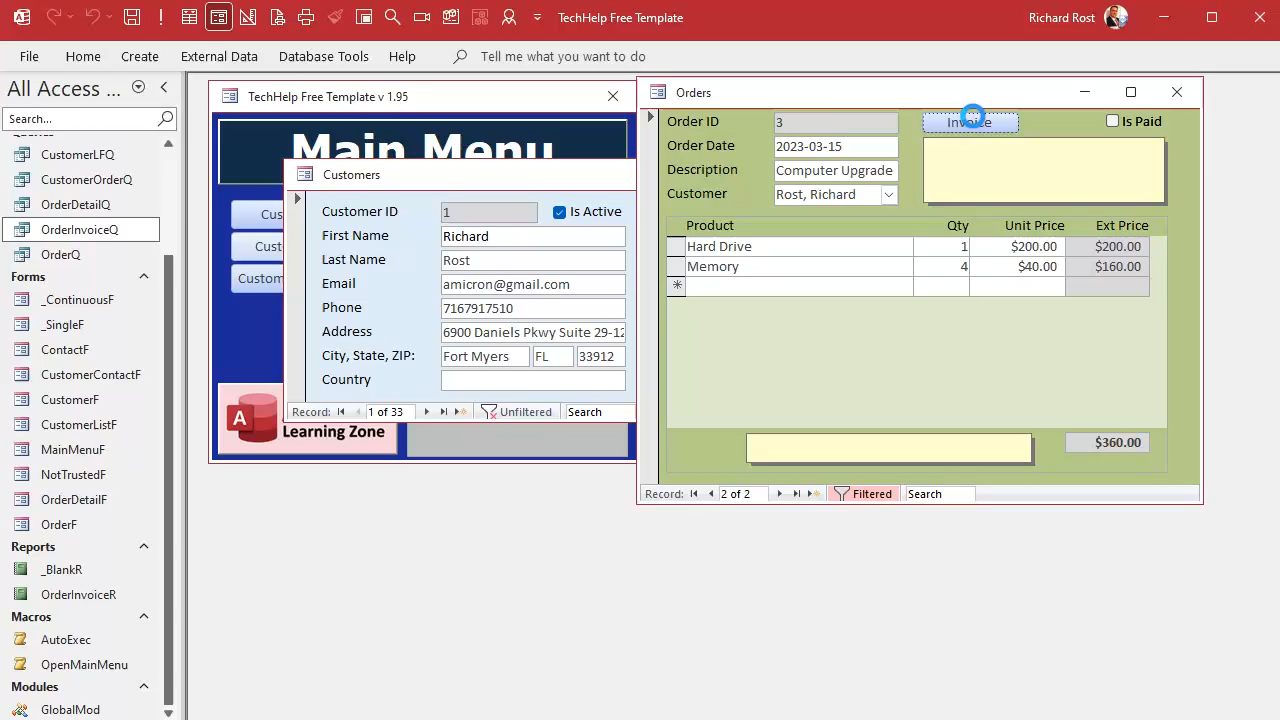 TechHelp Free Template
Richard Rost
File
Home
Create
External Data
Database Tools
Help
Tell me what you want to do
All Access ...
Search...
CustomerLFQ
CustomerOrderQ
OrderDetailQ
OrderInvoiceQ
OrderQ
Forms
_ContinuousF
_SingleF
ContactF
CustomerContactF
CustomerF
CustomerListF
MainMenuF
NotTrustedF
OrderDetailF
OrderF
Reports
_BlankR
OrderInvoiceR
Macros
AutoExec
OpenMainMenu
Modules
GlobalMod
TechHelp Free Template v 1.95
Main Menu
Cus
Custo
Custom
A
Learning Zone
Customers
Customer ID 1 Is Active
First Name Richard
Last Name Rost
Email amicron@gmail.com
Phone 7167917510
Address 6900 Daniels Pkwy Suite 29-12
City, State, ZIP: Fort Myers FL 33912
Country
Record: 1 of 33 Unfiltered Search
Orders
Order ID 3 Invoice Is Paid
Order Date 2023-03-15
Description Computer Upgrade
Customer Rost, Richard
Product Qty Unit Price Ext Price
Hard Drive 1 $200.00 $200.00
Memory 4 $40.00 $160.00
$360.00
Record: 2 of 2 Filtered Search